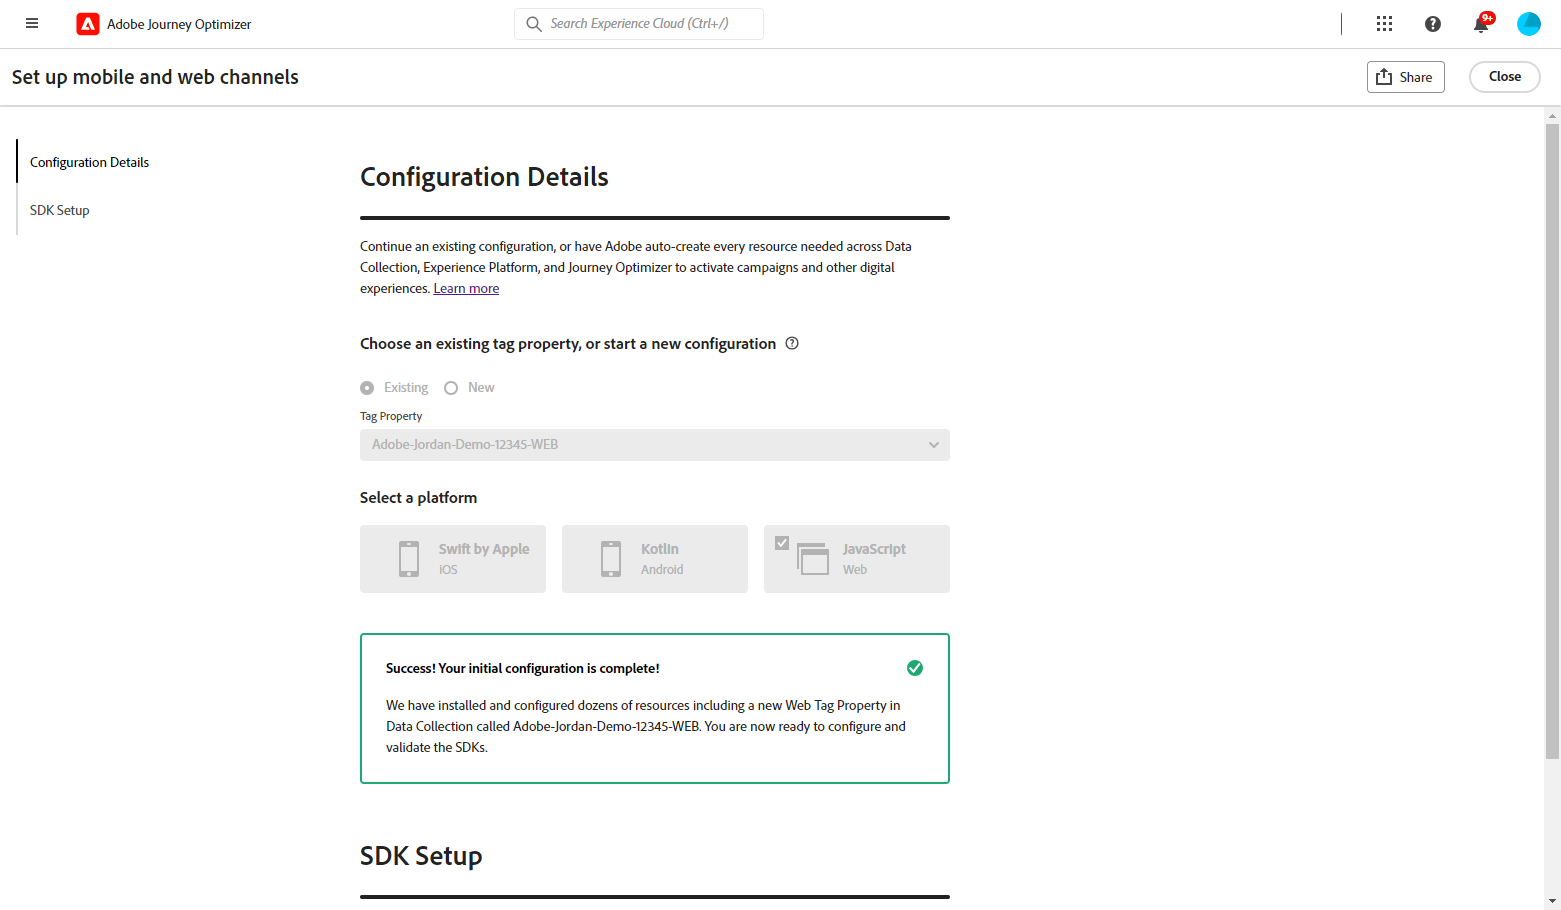 Adobe Journey Optimizer
Search Experience Cloud (Ctrl+/)
9+
Set up mobile and web channels
Share
Close
Configuration Details
SDK Setup
Configuration Details
Continue an existing configuration, or have Adobe auto-create every resource needed across Data
Collection, Experience Platform, and Journey Optimizer to activate campaigns and other digital
experiences. Learn more
Choose an existing tag property, or start a new configuration
Existing New
Tag Property
Adobe-Jordan-Demo-12345-WEB
Select a platform
Swift by Apple
iOS
Kotlin
Android
JavaScript
Web
Success! Your initial configuration is complete!
We have installed and configured dozens of resources including a new Web Tag Property in
Data Collection called Adobe-Jordan-Demo-12345-WEB. You are now ready to configure and
validate the SDKs.
SDK Setup